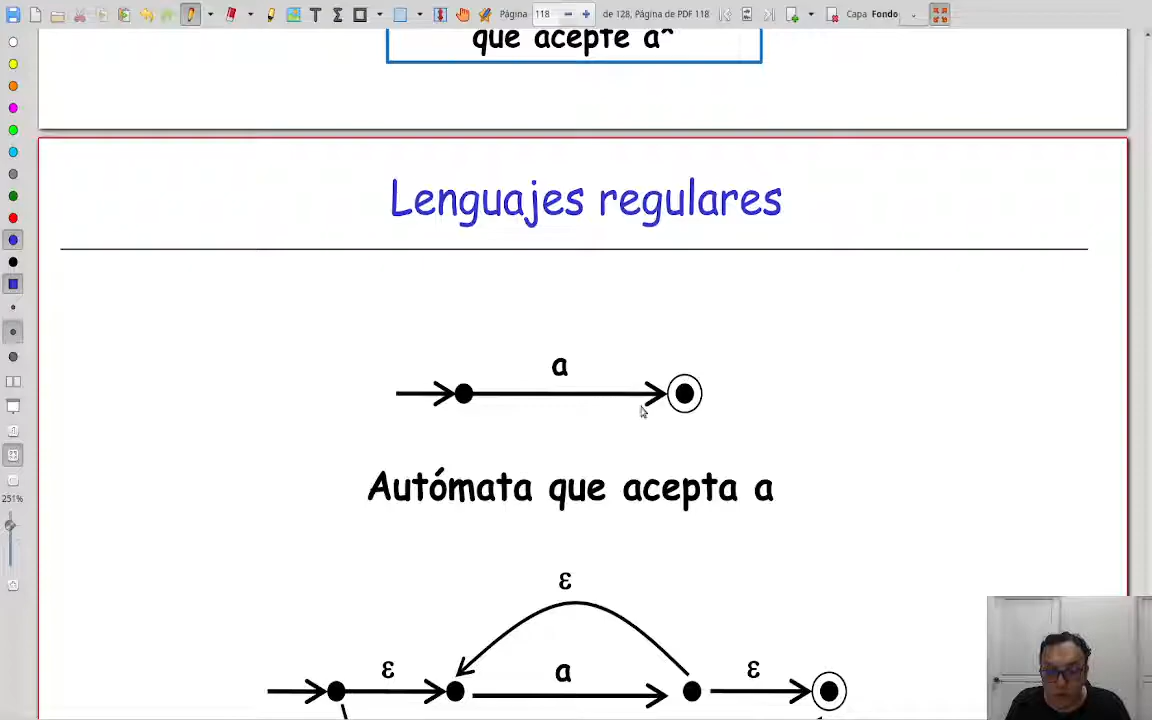 Página 118 de 128, Página de PDF 118 Capa Fondo
que acepte a*
Lenguajes regulares
a
Autómata que acepta a
ε
ε a ε
251%